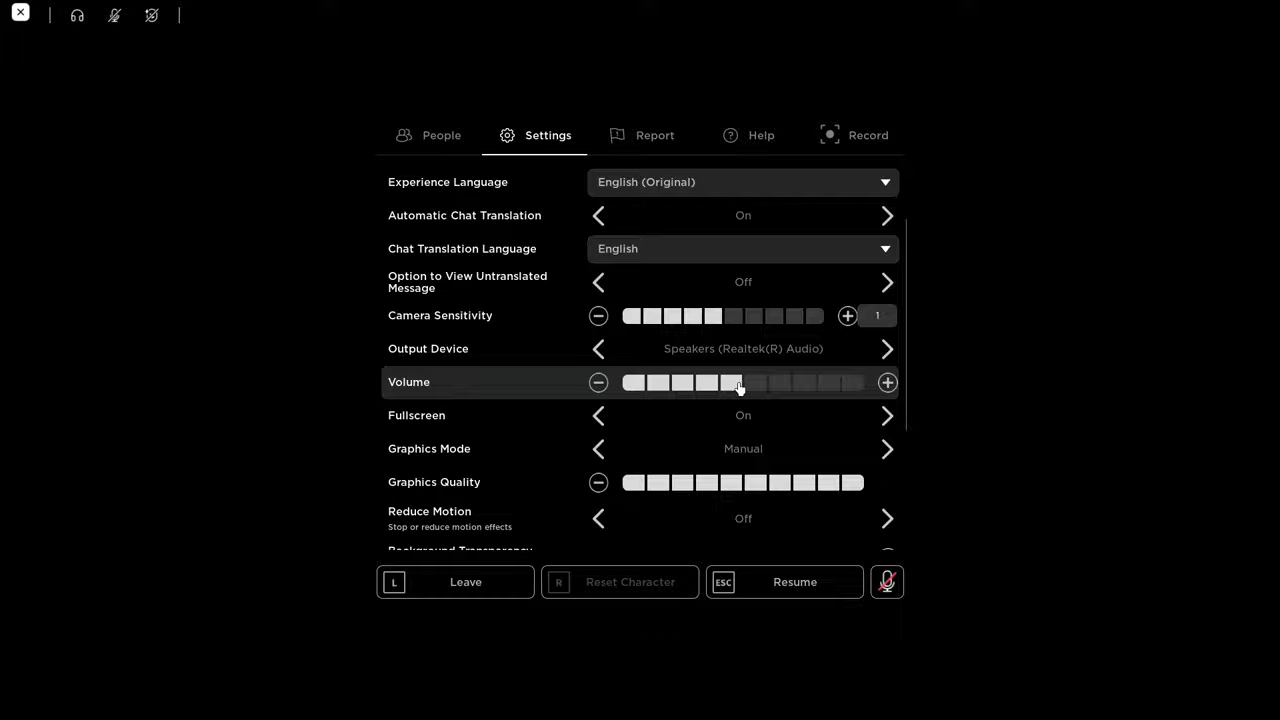 People
Settings
Report
Help
Record
Experience Language
English (Original)
Automatic Chat Translation
On
Chat Translation Language
English
Option to View Untranslated
Message
Off
Camera Sensitivity
1
Output Device
Speakers (Realtek(R) Audio)
Volume
Fullscreen
On
Graphics Mode
Manual
Graphics Quality
Reduce Motion
Stop or reduce motion effects
Off
Background Transparency
L
Leave
R
Reset Character
ESC
Resume